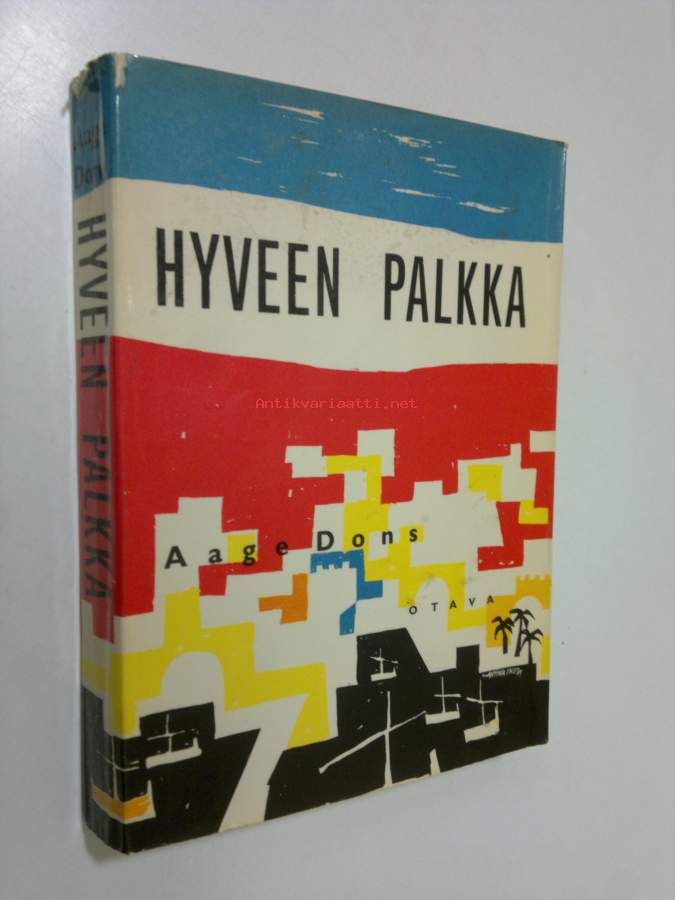 Aage
Dons
HYVEEN PALKKA
HYVEEN PALKKA
Antikvariaatti.net
Aage Dons
OTAVA